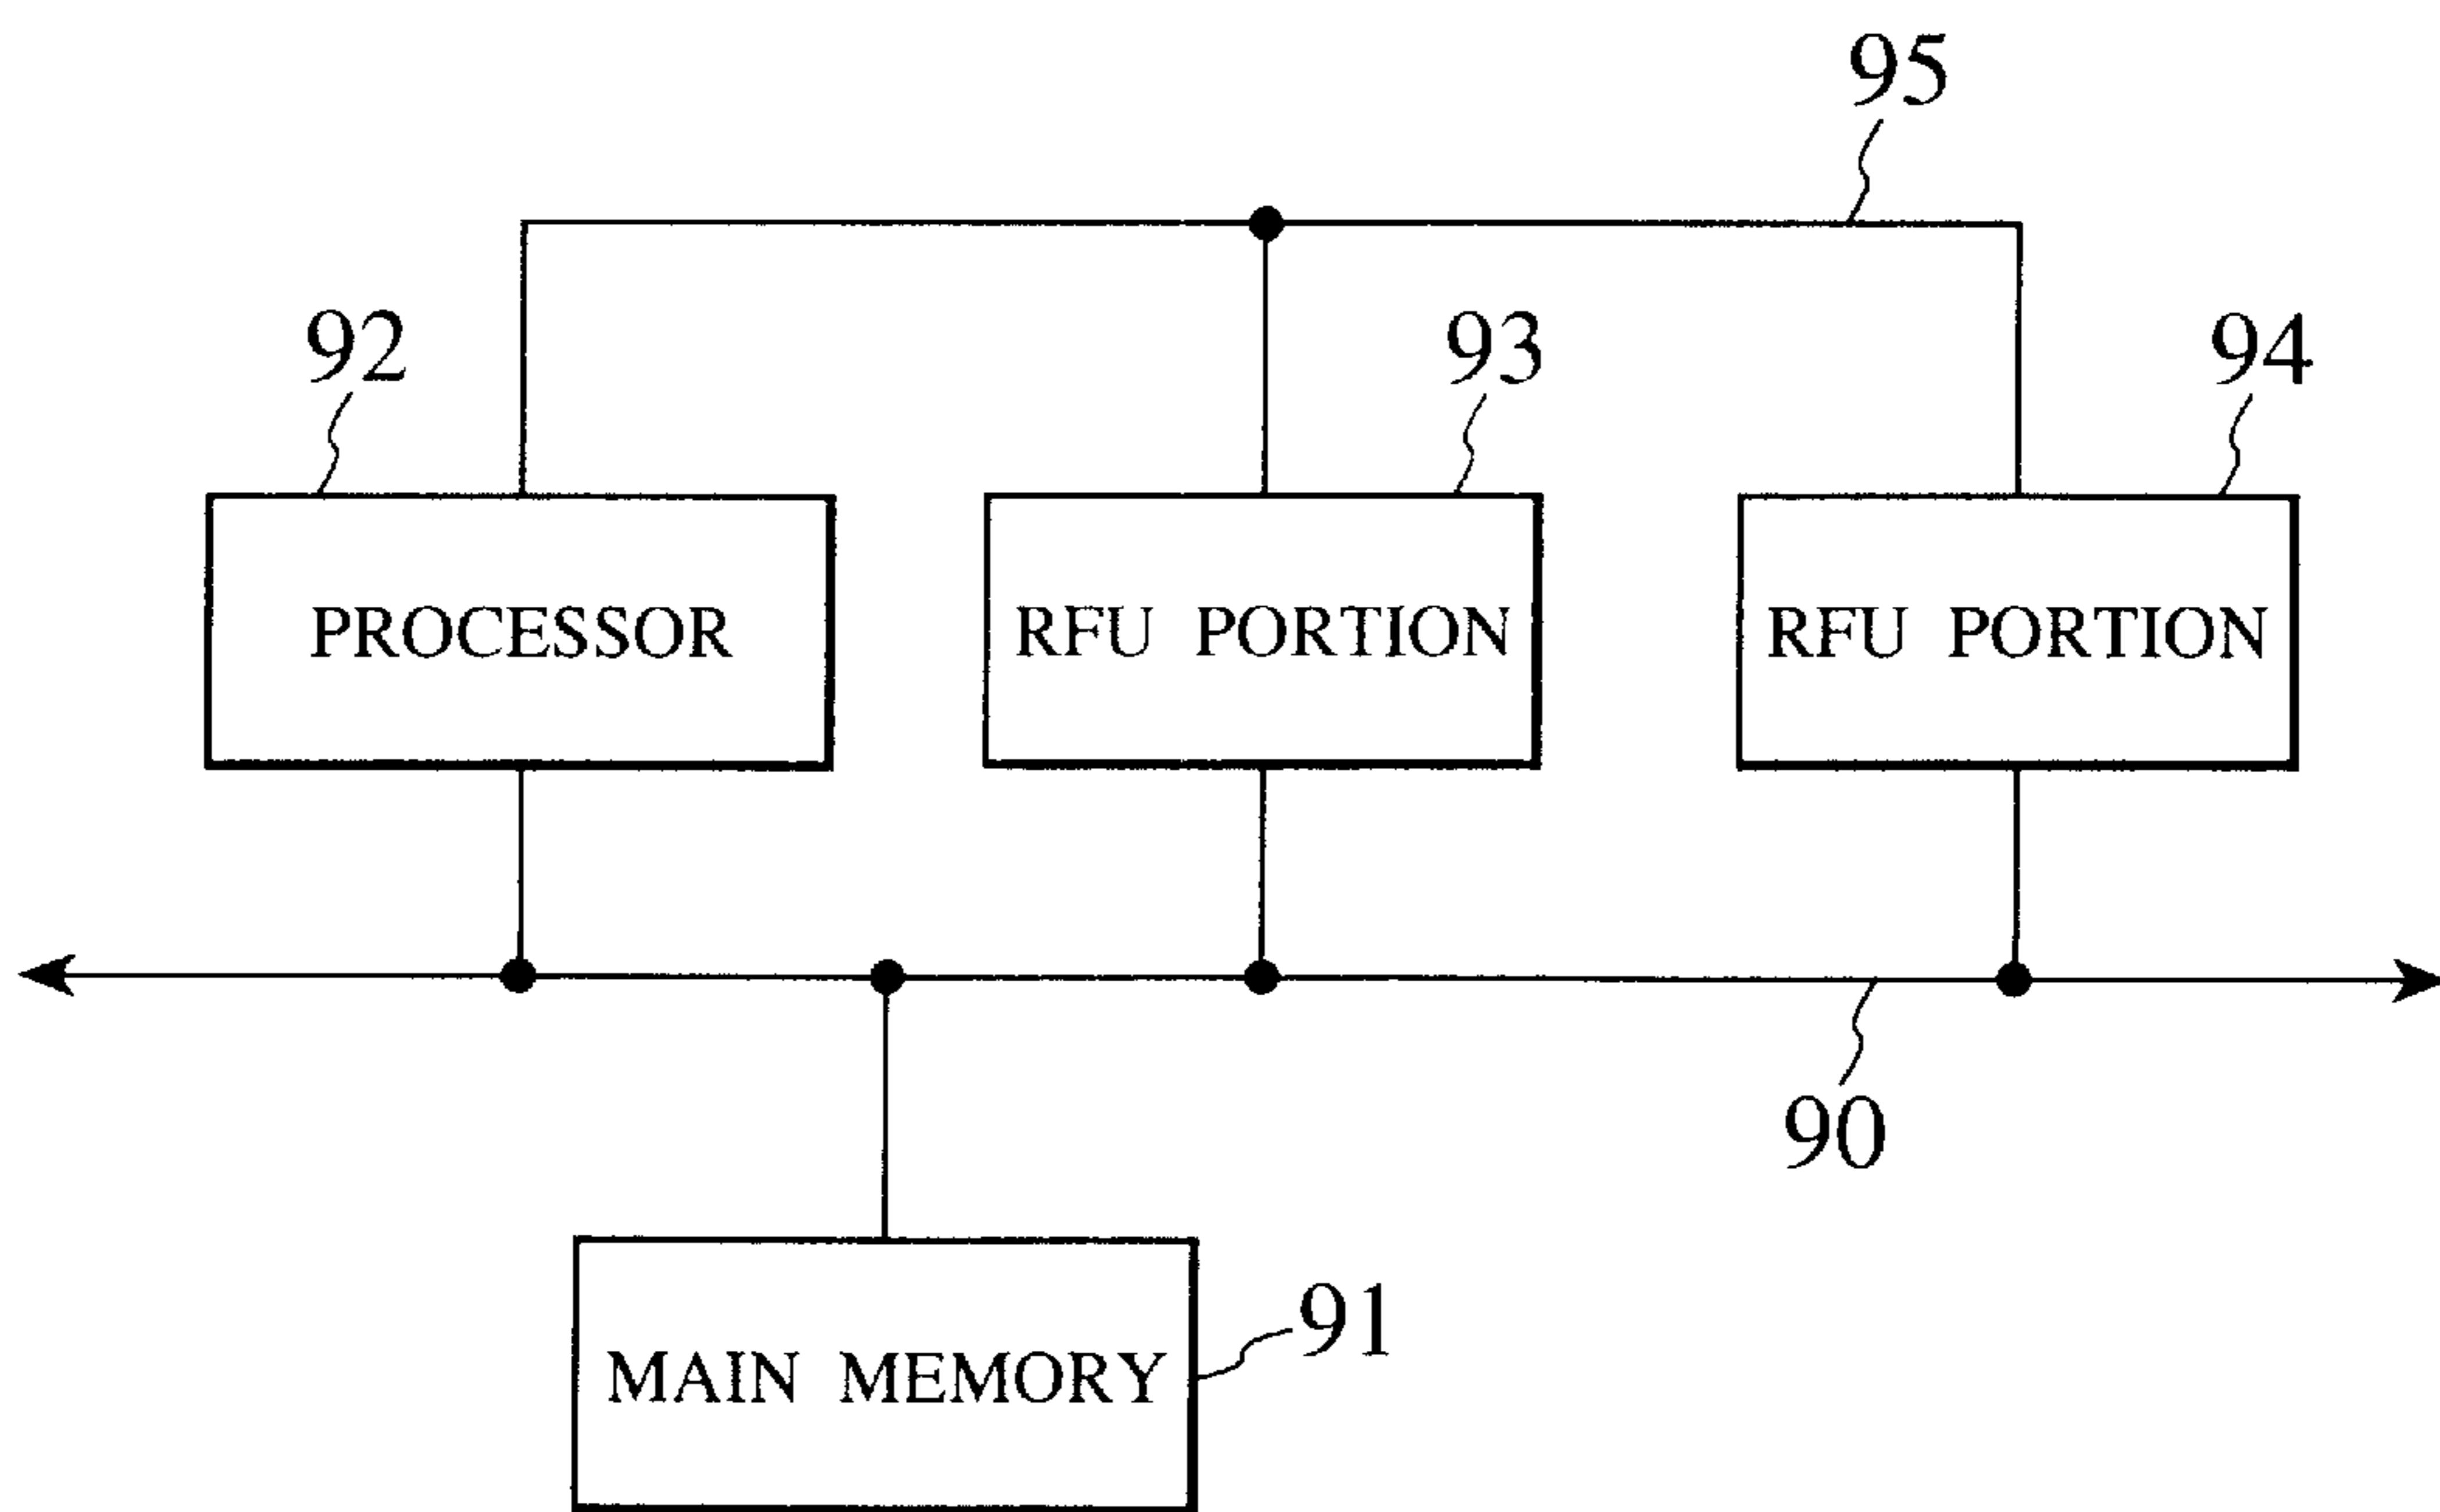 95
92
93
94
PROCESSOR
RFU PORTION
RFU PORTION
90
91
MAIN MEMORY